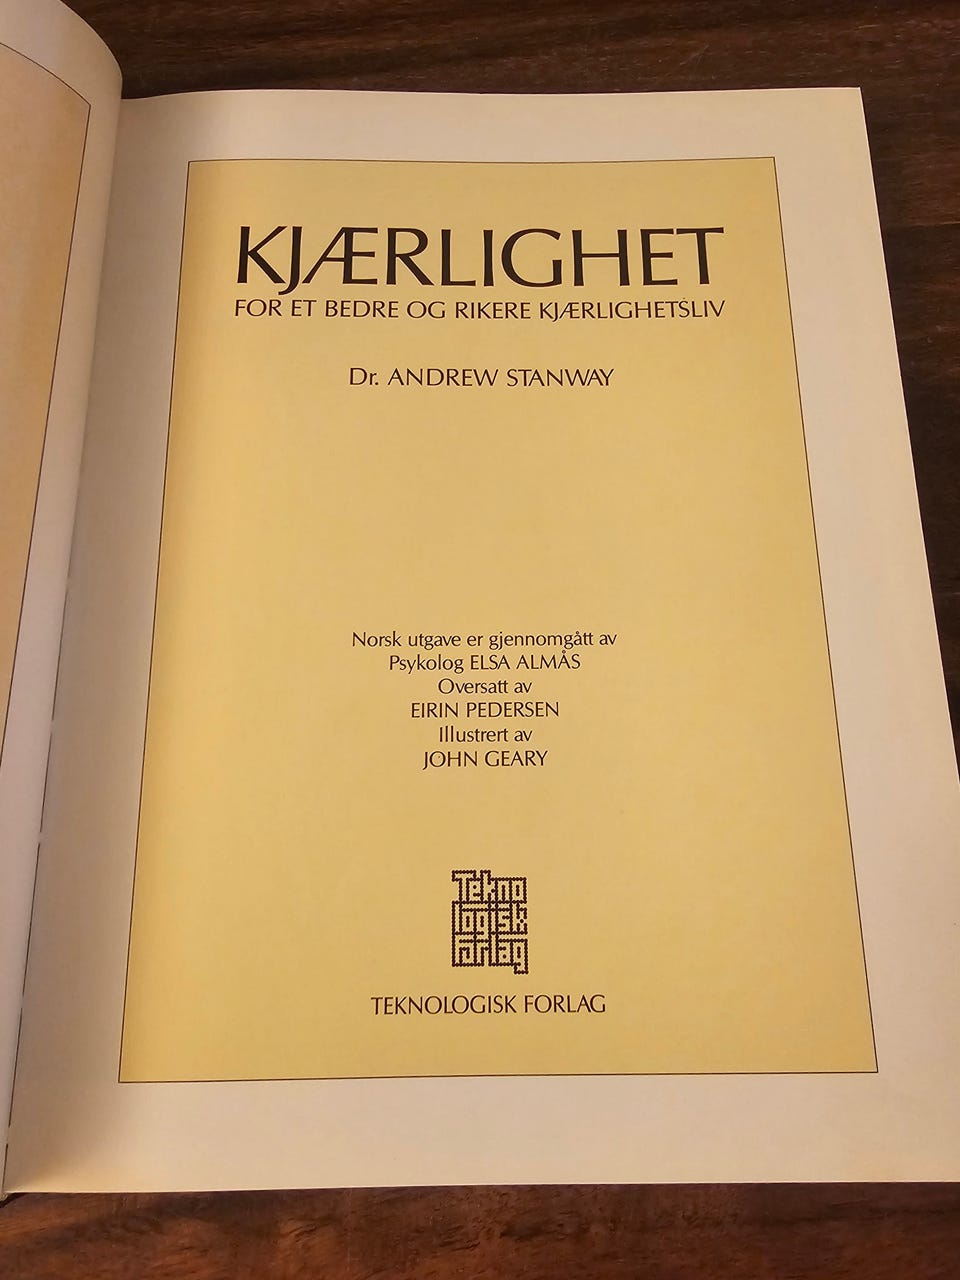 KJÆRLIGHET
FOR ET BEDRE OG RIKERE KJÆRLIGHETSLIV
Dr. ANDREW STANWAY
Norsk utgave er gjennomgått av
Psykolog ELSA ALMÅS
Oversatt av
EIRIN PEDERSEN
Illustrert av
JOHN GEARY
Tekno
logisk
forlag
TEKNOLOGISK FORLAG